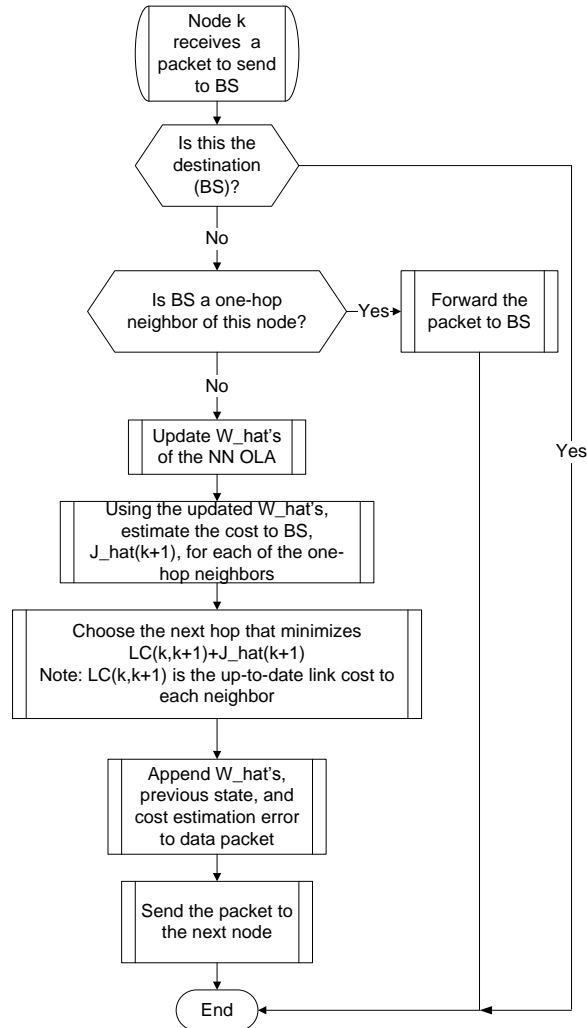 Node k
receives a
packet to send
to BS
Is this the
destination
(BS)?
No
Is BS a one-hop
neighbor of this node?
Yes
Forward the
packet to BS
No
Yes
Update W_hat's
of the NN OLA
Using the updated W_hat's,
estimate the cost to BS,
J_hat(k+1), for each of the one-
hop neighbors
Choose the next hop that minimizes
LC(k,k+1)+J_hat(k+1)
Note: LC(k,k+1) is the up-to-date link cost to
each neighbor
Append W_hat's,
previous state, and
cost estimation error
to data packet
Send the packet to
the next node
End